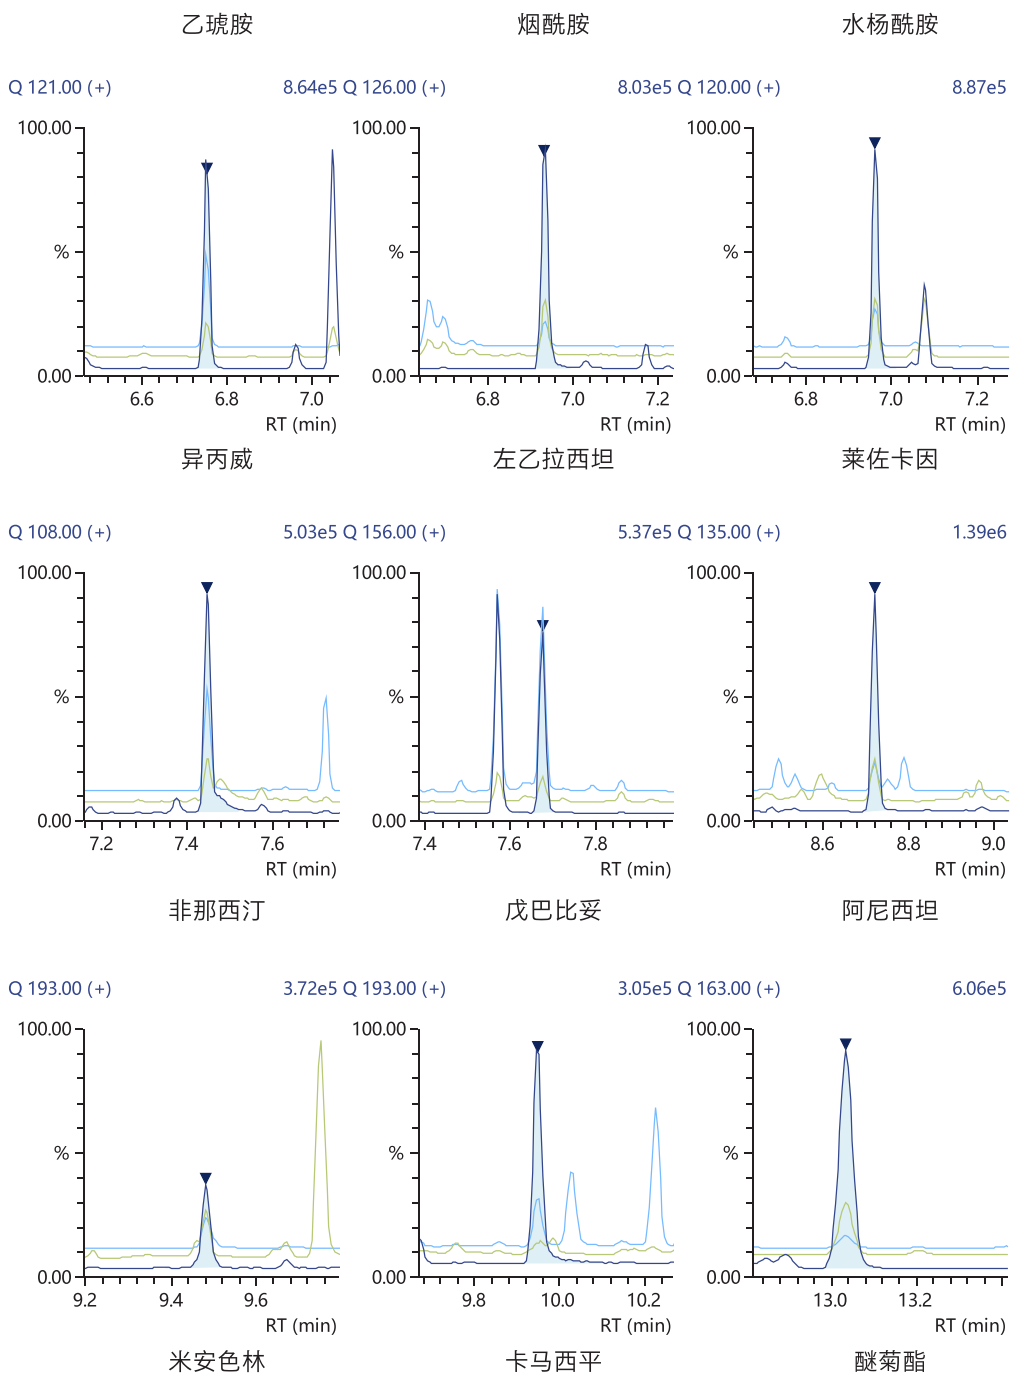 乙琥胺 烟酰胺 水杨酰胺
Q 121.00 (+) 8.64e5 Q 126.00 (+) 8.03e5 Q 120.00 (+) 8.87e5
100.00 100.00 100.00
% % %
0.00 0.00 0.00
6.6 6.8 7.0 6.8 7.0 7.2 6.8 7.0 7.2
RT (min) RT (min) RT (min)
异丙威 左乙拉西坦 莱佐卡因
Q 108.00 (+) 5.03e5 Q 156.00 (+) 5.37e5 Q 135.00 (+) 1.39e6
100.00 100.00 100.00
% % %
0.00 0.00 0.00
7.2 7.4 7.6 7.4 7.6 7.8 8.6 8.8 9.0
RT (min) RT (min) RT (min)
非那西汀 戊巴比妥 阿尼西坦
Q 193.00 (+) 3.72e5 Q 193.00 (+) 3.05e5 Q 163.00 (+) 6.06e5
100.00 100.00 100.00
% % %
0.00 0.00 0.00
9.2 9.4 9.6 9.8 10.0 10.2 13.0 13.2
RT (min) RT (min) RT (min)
米安色林 卡马西平 醚菊酯